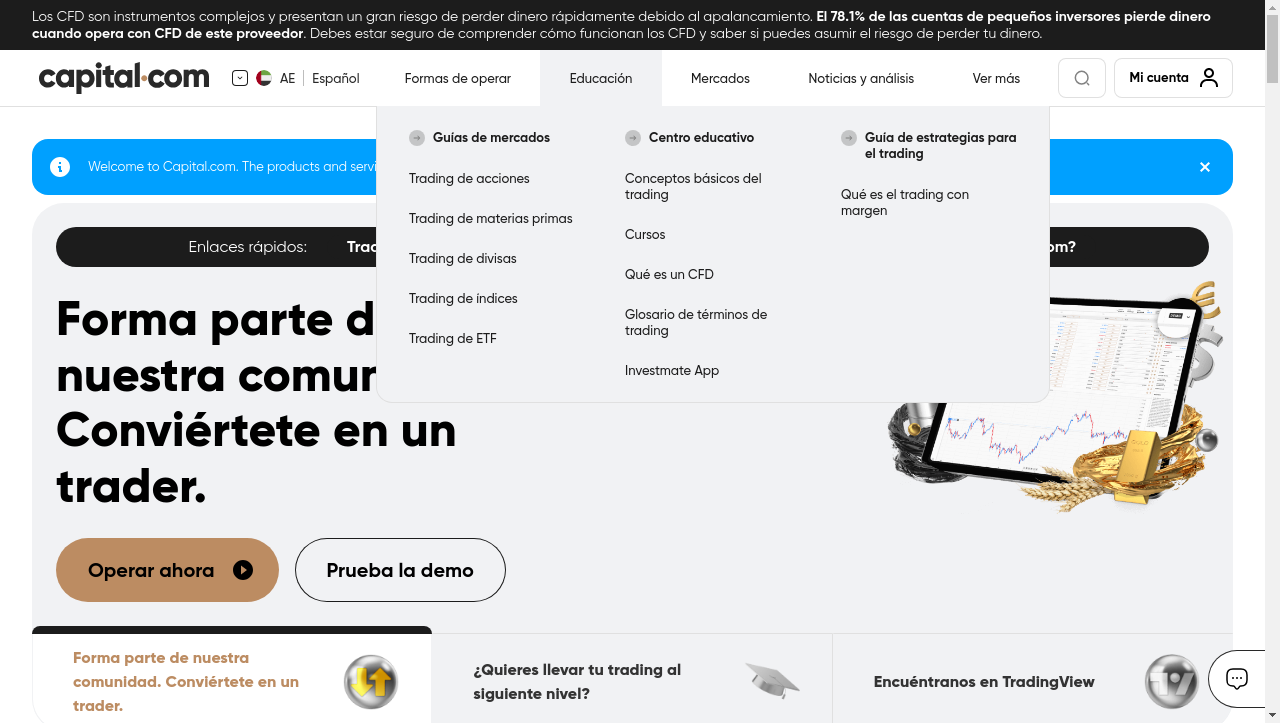 Los CFD son instrumentos complejos y presentan un gran riesgo de perder dinero rápidamente debido al apalancamiento. El 78.1% de las cuentas de pequeños inversores pierde dinero
cuando opera con CFD de este proveedor. Debes estar seguro de comprender cómo funcionan los CFD y saber si puedes asumir el riesgo de perder tu dinero.
capital.com
AE Español
Formas de operar
Educación
Mercados
Noticias y análisis
Ver más
Mi cuenta
Guías de mercados
Trading de acciones
Trading de materias primas
Trading de divisas
Trading de índices
Trading de ETF
Centro educativo
Conceptos básicos del
trading
Cursos
Qué es un CFD
Glosario de términos de
trading
Investmate App
Guía de estrategias para
el trading
Qué es el trading con
margen
Welcome to Capital.com. The products and
Enlaces rápidos:
Forma parte
nuestra
Conviértete en un
trader.
Operar ahora
Prueba la demo
Forma parte de nuestra
comunidad. Conviértete en un
trader.
¿Quieres llevar tu trading al
siguiente nivel?
Encuéntranos en TradingView